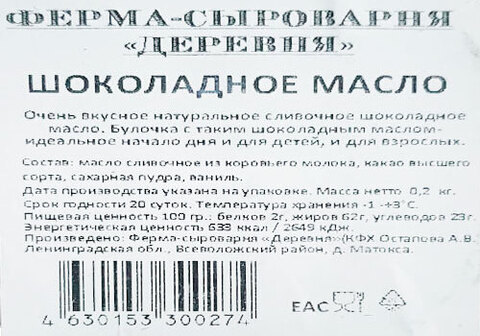 ФЕРМА-СЫРОВАРНЯ
«ДЕРЕВНЯ»
ШОКОЛАДНОЕ МАСЛО
Очень вкусное натуральное сливочное шоколадное
масло. Булочка с таким шоколадным маслом-
идеальное начало дня и для детей, и для взрослых.
Состав: масло сливочное из коровьего молока, какао высшего
сорта, сахарная пудра, ваниль.
Дата производства указана на упаковке. Масса нетто 0,2 кг.
Срок годности 20 суток. Температура хранения -1 -+3°С.
Пищевая ценность 100 гр.: белков 2г, жиров 62г, углеводов 23г.
Энергетическая ценность 633 ккал / 2649 кДж.
Произведено: Ферма-сыроварня «Деревня»(КФХ Остапова А.В.
Ленинградская обл., Всеволожский район, д. Матокса.
4 630153 300274
ЕАС